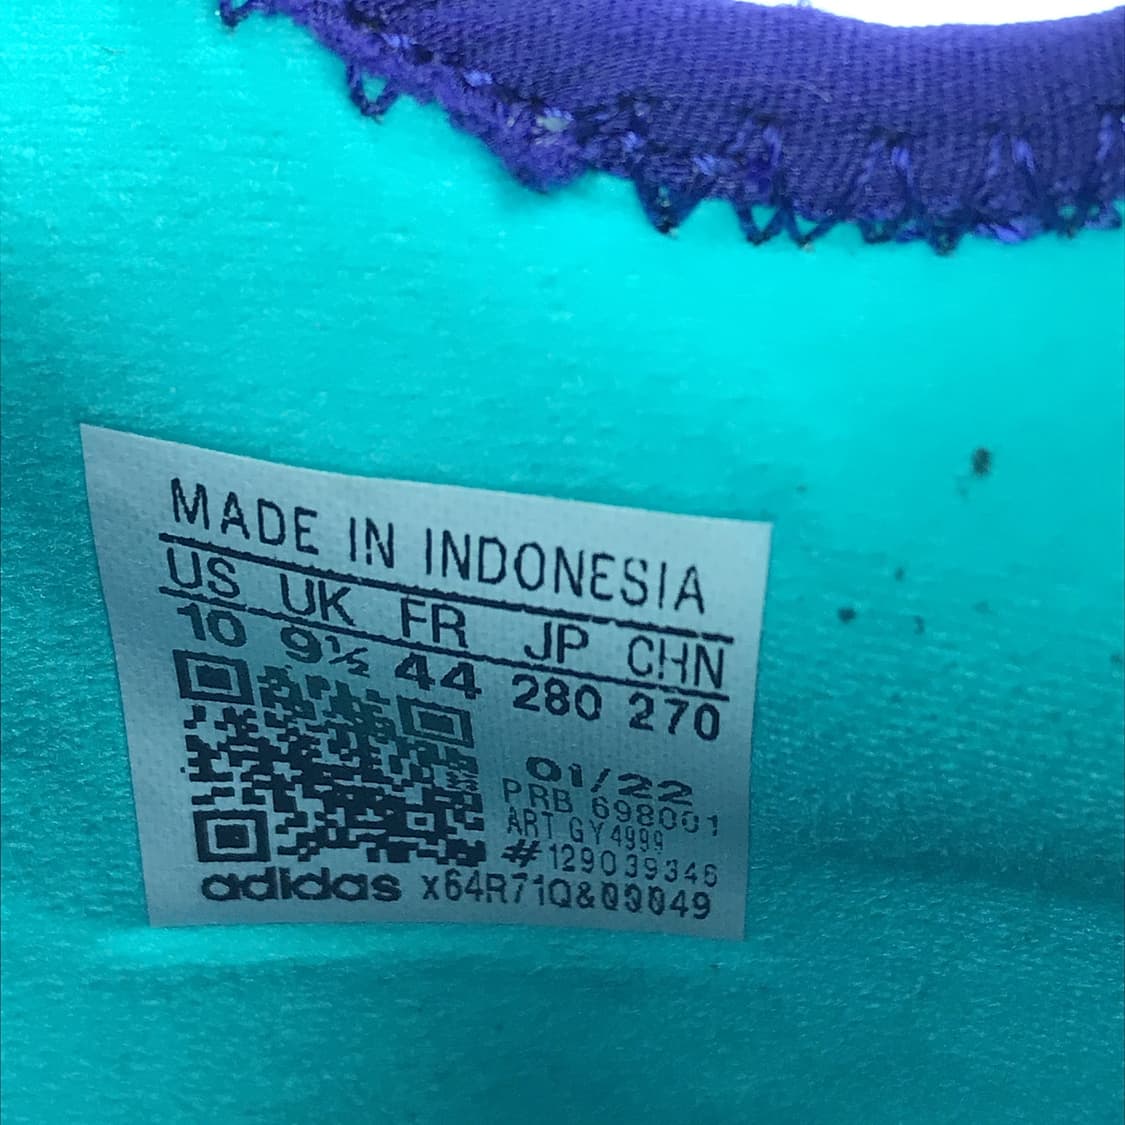 MADE IN INDONESIA
US UK FR JP CHN
10 9½ 44 280 270
01/22
PRB 698001
ART GY4999
#129039346
adidas x64R71Q&00049